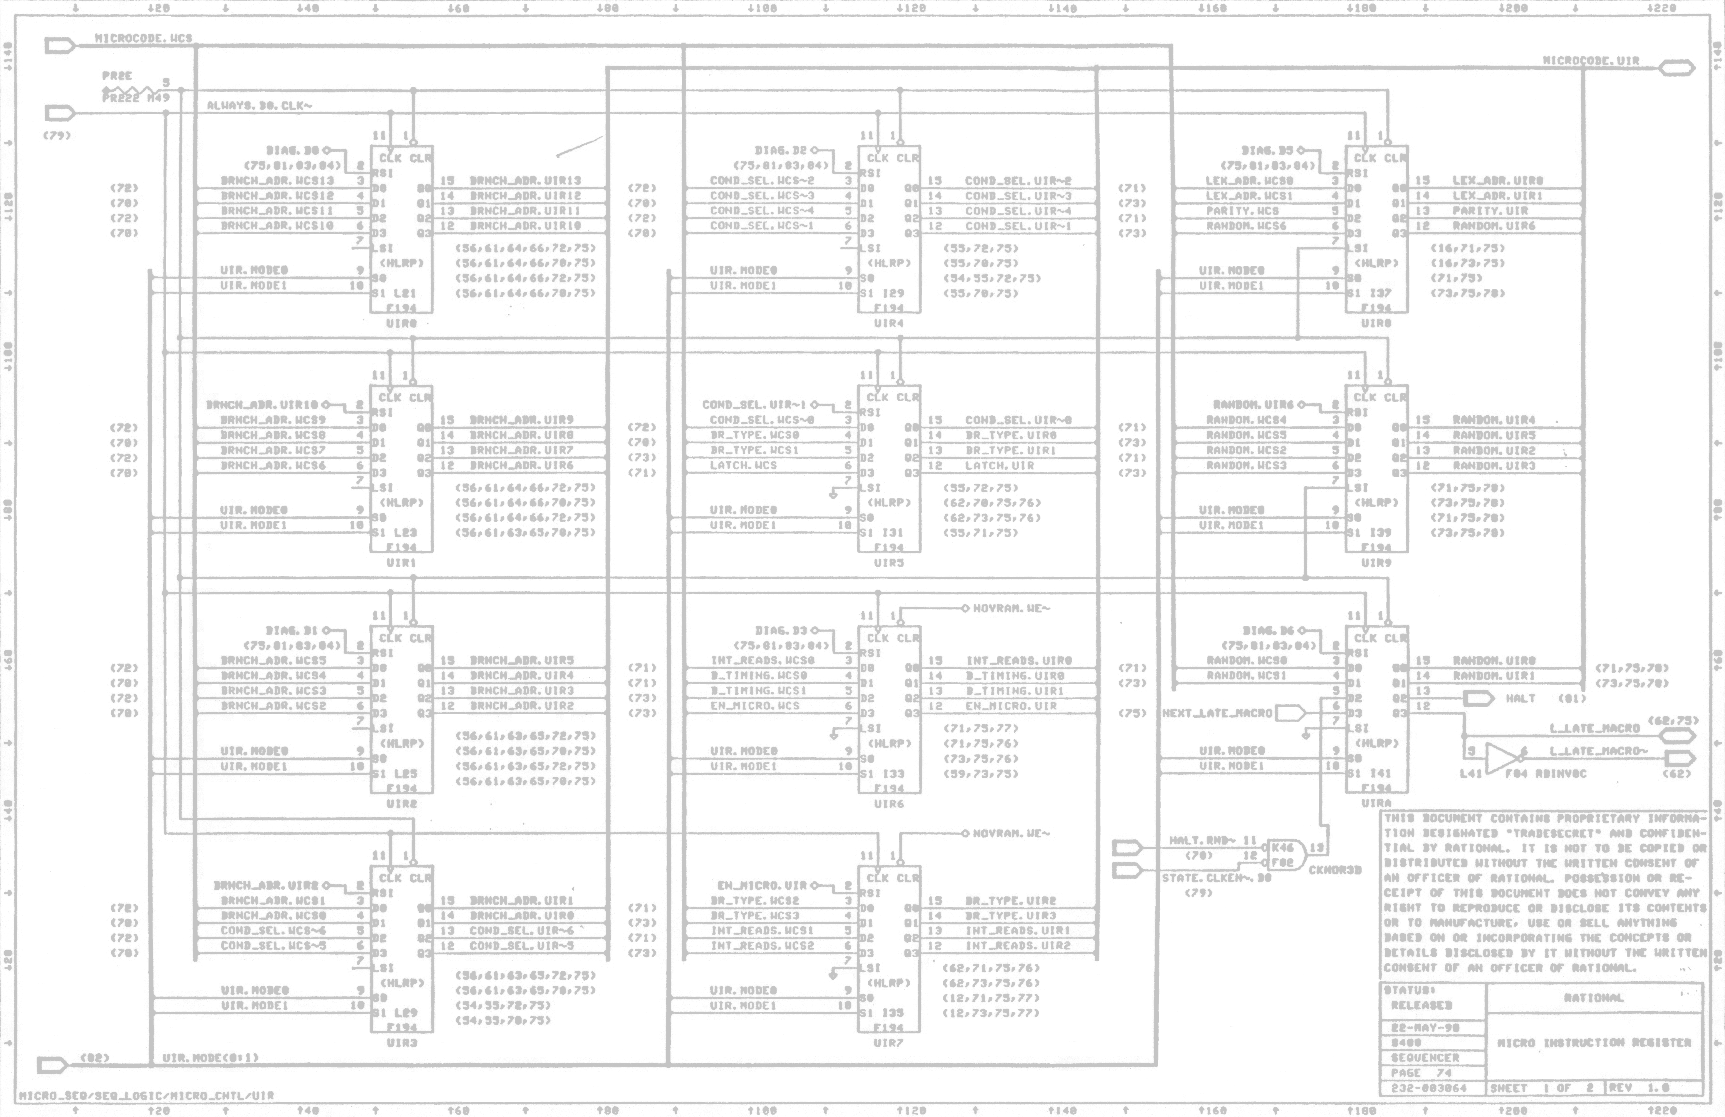 ↓20 ↓40 ↓60 ↓80 ↓100 ↓120 ↓140 ↓160 ↓180 ↓200 ↓220
MICROCODE.WCS
MICROCODE.UIR
PR2E
5
PR222 M49
ALWAYS.D0.CLK~
(79)
11 1
CLK CLR
DIAG.D0
(75,81,83,84) 2 RSI
(72) BRNCH_ADR.WCS13 3 D0 Q0 15 BRNCH_ADR.UIR13
(70) BRNCH_ADR.WCS12 4 D1 Q1 14 BRNCH_ADR.UIR12
(72) BRNCH_ADR.WCS11 5 D2 Q2 13 BRNCH_ADR.UIR11
(70) BRNCH_ADR.WCS10 6 D3 Q3 12 BRNCH_ADR.UIR10
7 LSI (56,61,64,66,72,75)
(HLRP) (56,61,64,66,70,75)
UIR.MODE0 9 S0 (56,61,64,66,72,75)
UIR.MODE1 10 S1 L21 (56,61,64,66,70,75)
F194
UIR0
11 1
CLK CLR
DIAG.D2
(75,81,83,84) 2 RSI
(72) COND_SEL.WCS~2 3 D0 Q0 15 COND_SEL.UIR~2
(70) COND_SEL.WCS~3 4 D1 Q1 14 COND_SEL.UIR~3
(72) COND_SEL.WCS~4 5 D2 Q2 13 COND_SEL.UIR~4
(70) COND_SEL.WCS~1 6 D3 Q3 12 COND_SEL.UIR~1
7 LSI (55,72,75)
(HLRP) (55,70,75)
UIR.MODE0 9 S0 (54,55,72,75)
UIR.MODE1 10 S1 I29 (55,70,75)
F194
UIR4
11 1
CLK CLR
DIAG.D5
(75,81,83,84) 2 RSI
(71) LEX_ADR.WCS0 3 D0 Q0 15 LEX_ADR.UIR0
(73) LEX_ADR.WCS1 4 D1 Q1 14 LEX_ADR.UIR1
(71) PARITY.WCS 5 D2 Q2 13 PARITY.UIR
(73) RANDOM.WCS6 6 D3 Q3 12 RANDOM.UIR6
7 LSI (16,71,75)
(HLRP) (16,73,75)
UIR.MODE0 9 S0 (71,75)
UIR.MODE1 10 S1 I37 (73,75,78)
F194
UIR8
11 1
CLK CLR
BRNCH_ADR.UIR10 2 RSI
(72) BRNCH_ADR.WCS9 3 D0 Q0 15 BRNCH_ADR.UIR9
(70) BRNCH_ADR.WCS8 4 D1 Q1 14 BRNCH_ADR.UIR8
(72) BRNCH_ADR.WCS7 5 D2 Q2 13 BRNCH_ADR.UIR7
(70) BRNCH_ADR.WCS6 6 D3 Q3 12 BRNCH_ADR.UIR6
7 LSI (56,61,64,66,72,75)
(HLRP) (56,61,64,66,70,75)
UIR.MODE0 9 S0 (56,61,64,66,72,75)
UIR.MODE1 10 S1 L23 (56,61,63,65,70,75)
F194
UIR1
11 1
CLK CLR
COND_SEL.UIR~1 2 RSI
(72) COND_SEL.WCS~0 3 D0 Q0 15 COND_SEL.UIR~0
(70) BR_TYPE.WCS0 4 D1 Q1 14 BR_TYPE.UIR0
(73) BR_TYPE.WCS1 5 D2 Q2 13 BR_TYPE.UIR1
(71) LATCH.WCS 6 D3 Q3 12 LATCH.UIR
7 LSI (55,72,75)
(HLRP) (62,70,75,76)
UIR.MODE0 9 S0 (62,73,75,76)
UIR.MODE1 10 S1 I31 (55,71,75)
F194
UIR5
11 1
CLK CLR
RANDOM.UIR6 2 RSI
(71) RANDOM.WCS4 3 D0 Q0 15 RANDOM.UIR4
(73) RANDOM.WCS5 4 D1 Q1 14 RANDOM.UIR5
(71) RANDOM.WCS2 5 D2 Q2 13 RANDOM.UIR2
(73) RANDOM.WCS3 6 D3 Q3 12 RANDOM.UIR3
7 LSI (71,75,78)
(HLRP) (73,75,78)
UIR.MODE0 9 S0 (71,75,78)
UIR.MODE1 10 S1 I39 (73,75,78)
F194
UIR9
11 1
CLK CLR
DIAG.D1
(75,81,83,84) 2 RSI
(72) BRNCH_ADR.WCS5 3 D0 Q0 15 BRNCH_ADR.UIR5
(70) BRNCH_ADR.WCS4 4 D1 Q1 14 BRNCH_ADR.UIR4
(72) BRNCH_ADR.WCS3 5 D2 Q2 13 BRNCH_ADR.UIR3
(70) BRNCH_ADR.WCS2 6 D3 Q3 12 BRNCH_ADR.UIR2
7 LSI (56,61,63,65,72,75)
(HLRP) (56,61,63,65,70,75)
UIR.MODE0 9 S0 (56,61,63,65,72,75)
UIR.MODE1 10 S1 L25 (56,61,63,65,70,75)
F194
UIR2
NOVRAM.WE~
11 1
CLK CLR
DIAG.D3
(75,81,83,84) 2 RSI
(71) INT_READS.WCS0 3 D0 Q0 15 INT_READS.UIR0
(71) B_TIMING.WCS0 4 D1 Q1 14 B_TIMING.UIR0
(73) B_TIMING.WCS1 5 D2 Q2 13 B_TIMING.UIR1
(73) EN_MICRO.WCS 6 D3 Q3 12 EN_MICRO.UIR
7 LSI (71,75,77)
(HLRP) (71,75,76)
UIR.MODE0 9 S0 (73,75,76)
UIR.MODE1 10 S1 I33 (59,73,75)
F194
UIR6
11 1
CLK CLR
DIAG.D6
(75,81,83,84) 2 RSI
(71) RANDOM.WCS0 3 D0 Q0 15 RANDOM.UIR0 (71,75,78)
(73) RANDOM.WCS1 4 D1 Q1 14 RANDOM.UIR1 (73,75,78)
5 D2 Q2 13 HALT (81)
(75) NEXT_LATE_MACRO 6 D3 Q3 12
7 LSI L_LATE_MACRO (62,75)
(HLRP)
UIR.MODE0 9 S0 5 6 L_LATE_MACRO~
UIR.MODE1 10 S1 I41 L41 F04 ADINV0C (62)
F194
UIRA
NOVRAM.WE~
11 1
CLK CLR
BRNCH_ADR.UIR2 2 RSI
(72) BRNCH_ADR.WCS1 3 D0 Q0 15 BRNCH_ADR.UIR1
(70) BRNCH_ADR.WCS0 4 D1 Q1 14 BRNCH_ADR.UIR0
(72) COND_SEL.WCS~6 5 D2 Q2 13 COND_SEL.UIR~6
(70) COND_SEL.WCS~5 6 D3 Q3 12 COND_SEL.UIR~5
7 LSI (56,61,63,65,72,75)
(HLRP) (56,61,63,65,70,75)
UIR.MODE0 9 S0 (54,55,72,75)
UIR.MODE1 10 S1 L29 (54,55,70,75)
F194
UIR3
11 1
CLK CLR
EN_MICRO.UIR 2 RSI
(71) BR_TYPE.WCS2 3 D0 Q0 15 BR_TYPE.UIR2
(73) BR_TYPE.WCS3 4 D1 Q1 14 BR_TYPE.UIR3
(71) INT_READS.WCS1 5 D2 Q2 13 INT_READS.UIR1
(73) INT_READS.WCS2 6 D3 Q3 12 INT_READS.UIR2
7 LSI (62,71,75,76)
(HLRP) (62,73,75,76)
UIR.MODE0 9 S0 (12,71,75,77)
UIR.MODE1 10 S1 I35 (12,73,75,77)
F194
UIR7
HALT.RND~ 11 K46 13
(78) 12 F02
STATE.CLKEN~.D0 CKNOR3D
(79)
THIS DOCUMENT CONTAINS PROPRIETARY INFORMA-
TION DESIGNATED "TRADESECRET" AND CONFIDEN-
TIAL BY RATIONAL. IT IS NOT TO BE COPIED OR
DISTRIBUTED WITHOUT THE WRITTEN CONSENT OF
AN OFFICER OF RATIONAL. POSSESSION OR RE-
CEIPT OF THIS DOCUMENT DOES NOT CONVEY ANY
RIGHT TO REPRODUCE OR DISCLOSE ITS CONTENTS
OR TO MANUFACTURE, USE OR SELL ANYTHING
BASED ON OR INCORPORATING THE CONCEPTS OR
DETAILS DISCLOSED BY IT WITHOUT THE WRITTEN
CONSENT OF AN OFFICER OF RATIONAL.
STATUS:
RELEASED
RATIONAL
22-MAY-90
S400
MICRO INSTRUCTION REGISTER
SEQUENCER
PAGE 74
232-003064 SHEET 1 OF 2 REV 1.0
(82) UIR.MODE(0:1)
MICRO_SEQ/SEQ_LOGIC/MICRO_CNTL/UIR
↑20 ↑40 ↑60 ↑80 ↑100 ↑120 ↑140 ↑160 ↑180 ↑200 ↑220